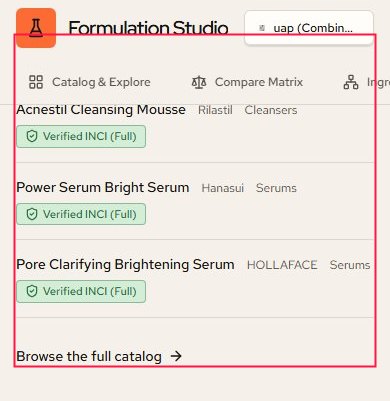 Formulation Studio
uap (Combin...
Catalog & Explore
Compare Matrix
Ingre
Acnestil Cleansing Mousse Rilastil Cleansers
Verified INCI (Full)
Power Serum Bright Serum Hanasui Serums
Verified INCI (Full)
Pore Clarifying Brightening Serum HOLLAFACE Serums
Verified INCI (Full)
Browse the full catalog →